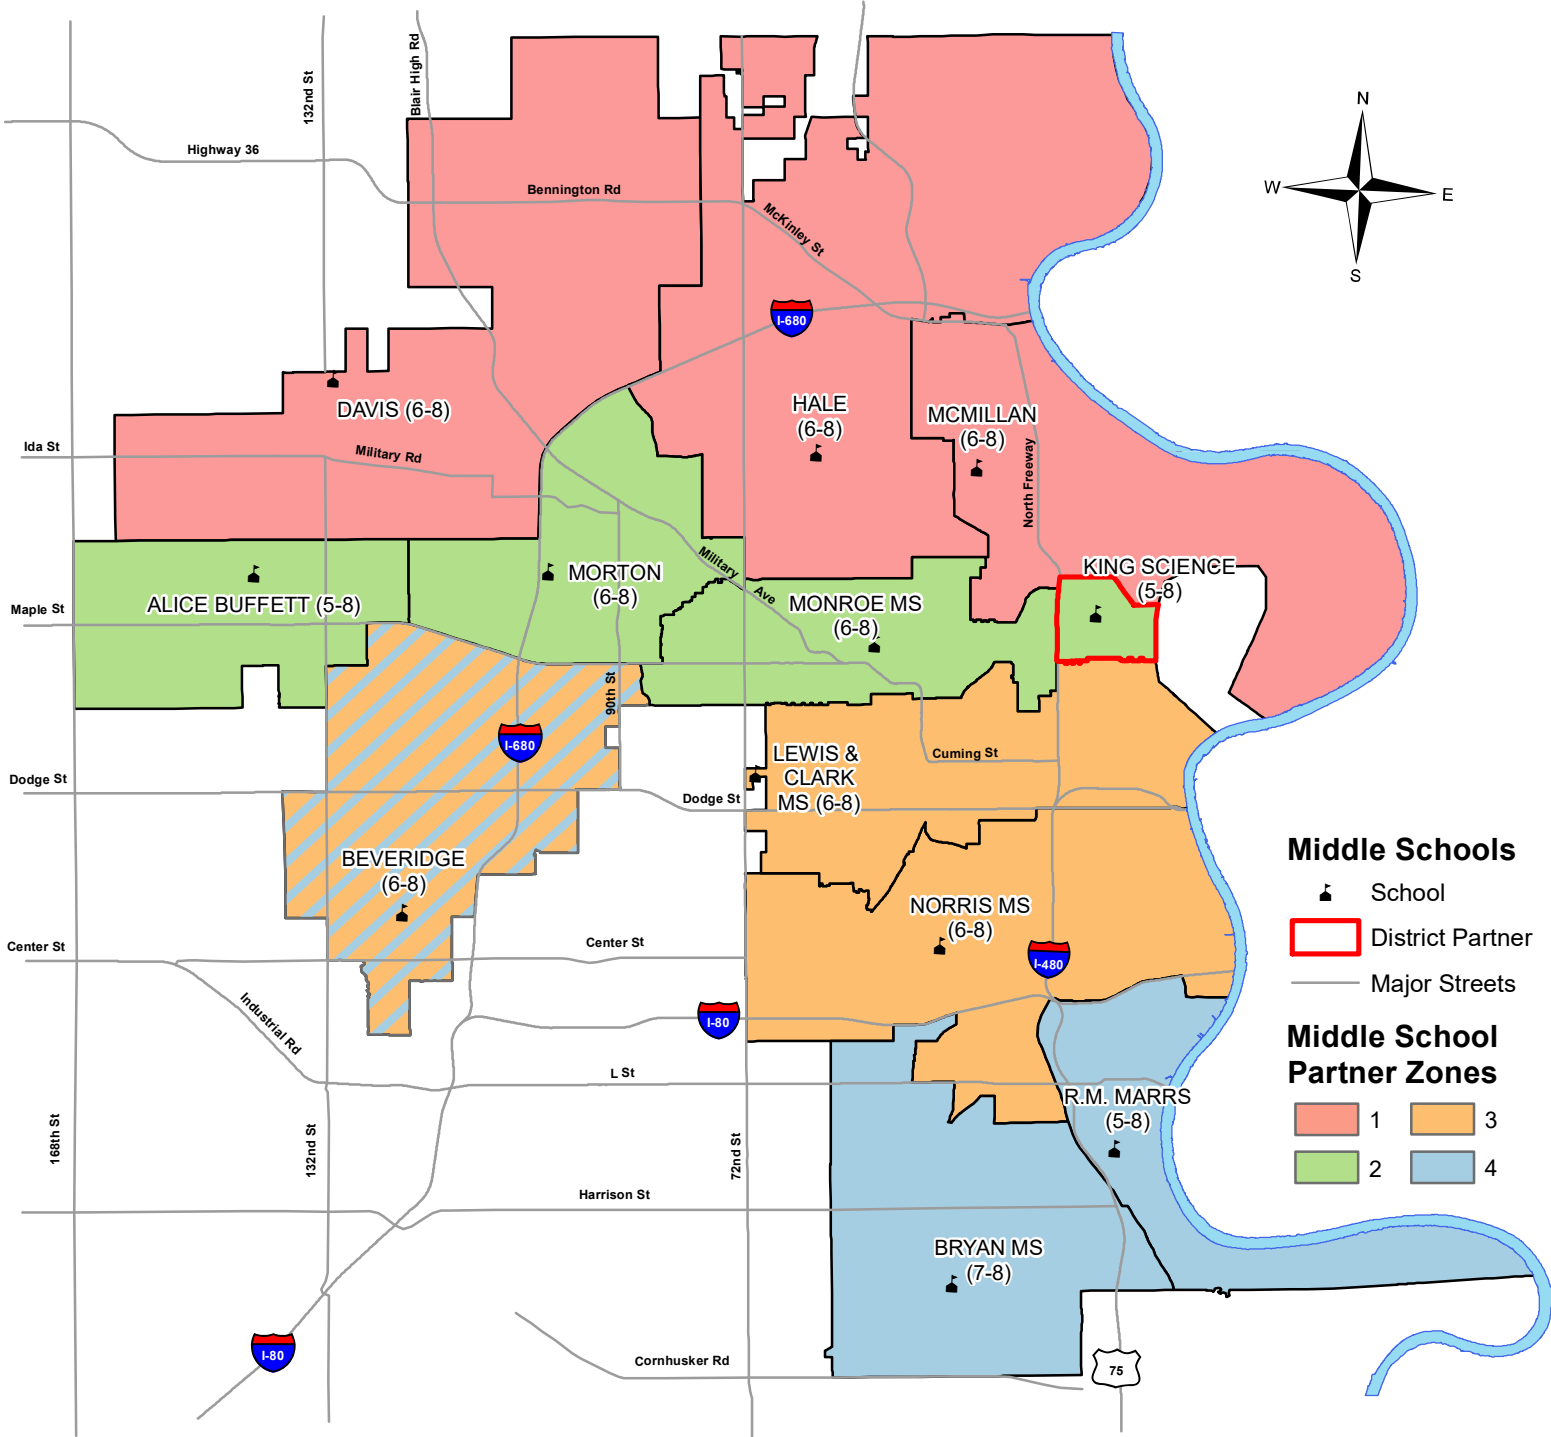 N
W
E
S
132nd St
Blair High Rd
Highway 36
Bennington Rd
McKinley St
I-680
DAVIS (6-8)
HALE
(6-8)
MCMILLAN
(6-8)
Ida St
Military Rd
North Freeway
KING SCIENCE
(5-8)
Military
Ave
MORTON
(6-8)
ALICE BUFFETT (5-8)
MONROE MS
(6-8)
Maple St
90th St
I-680
LEWIS &
CLARK
MS (6-8)
Cuming St
Dodge St
Dodge St
BEVERIDGE
(6-8)
NORRIS MS
(6-8)
Center St
Center St
I-480
Industrial Rd
I-80
L St
R.M. MARRS
(5-8)
168th St
132nd St
72nd St
Harrison St
BRYAN MS
(7-8)
I-80
Cornhusker Rd
75
Middle Schools
School
District Partner
Major Streets
Middle School
Partner Zones
1
3
2
4